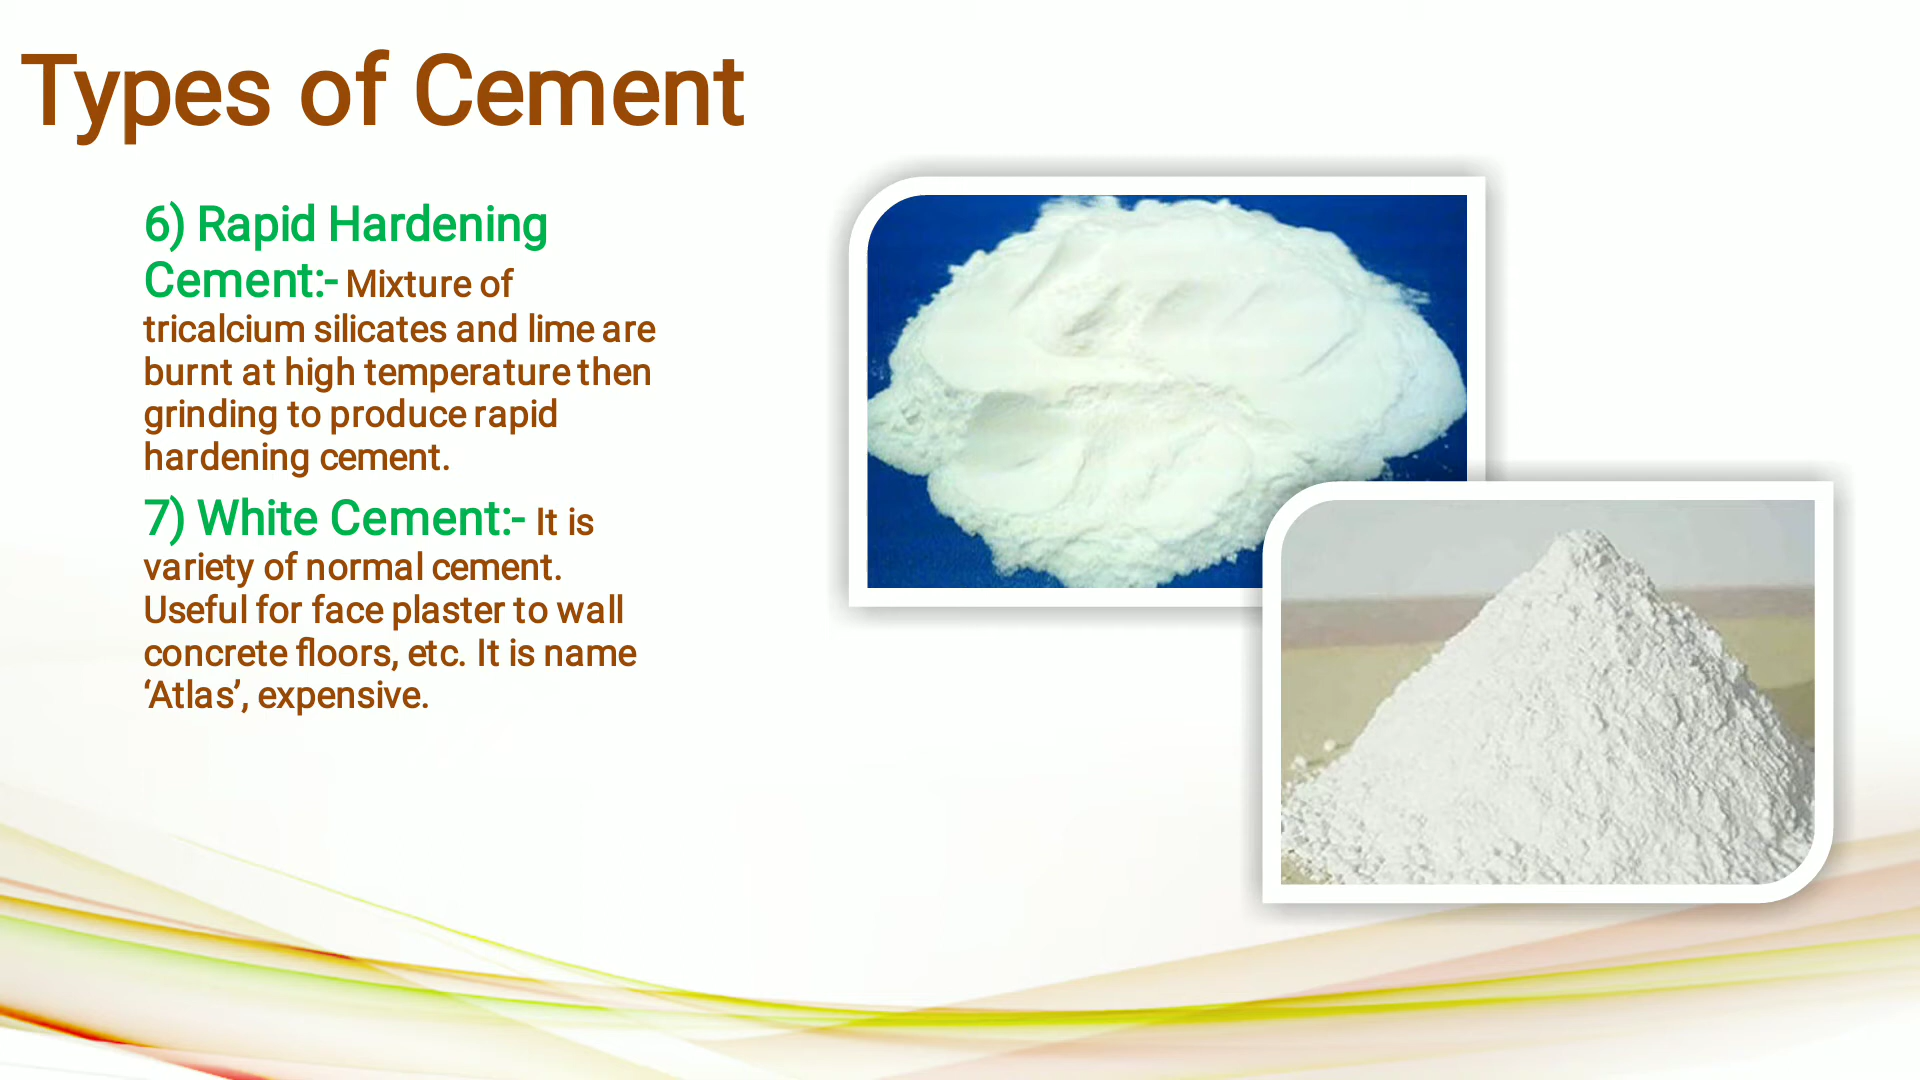 Types of Cement
6) Rapid Hardening
Cement:- Mixture of
tricalcium silicates and lime are
burnt at high temperature then
grinding to produce rapid
hardening cement.
7) White Cement:- It is
variety of normal cement.
Useful for face plaster to wall
concrete floors, etc. It is name
‘Atlas’, expensive.